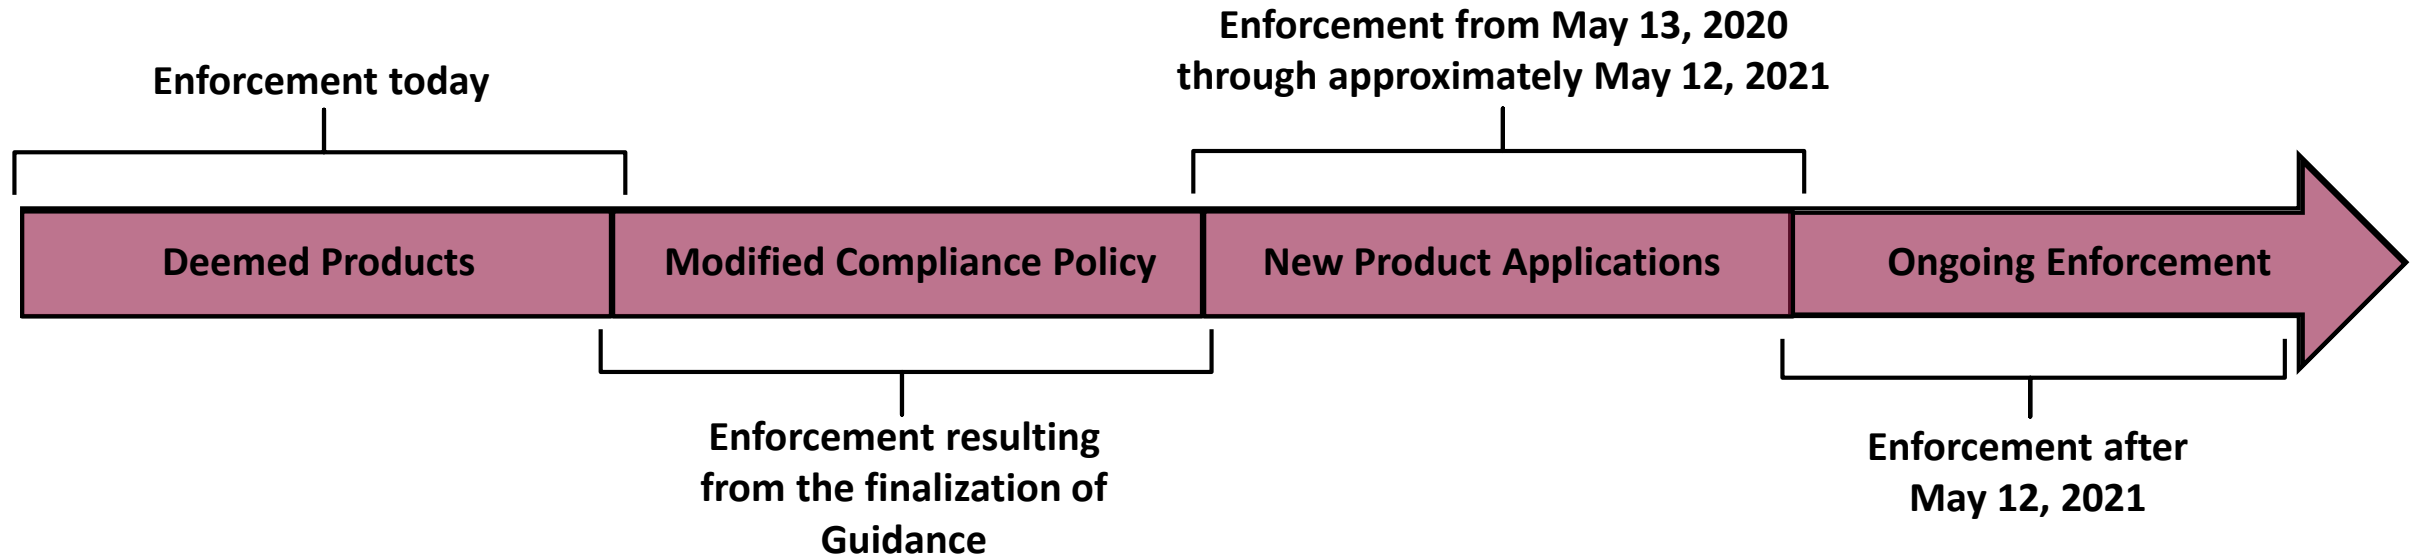 Enforcement from May 13, 2020
through approximately May 12, 2021
Enforcement today
Deemed Products
Modified Compliance Policy
New Product Applications
Ongoing Enforcement
Enforcement resulting
from the finalization of
Guidance
Enforcement after
May 12, 2021